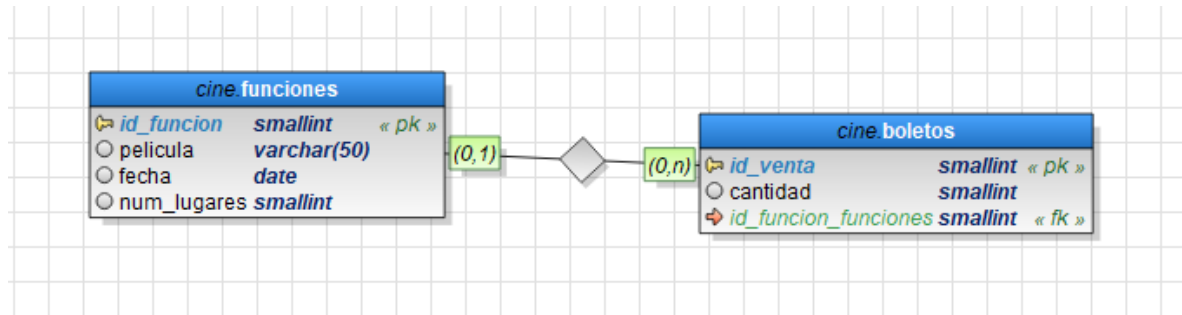 cine.funciones
id_funcion smallint « pk »
pelicula varchar(50)
fecha date
num_lugares smallint
(0,1)
(0,n)
cine.boletos
id_venta smallint « pk »
cantidad smallint
id_funcion_funciones smallint « fk »